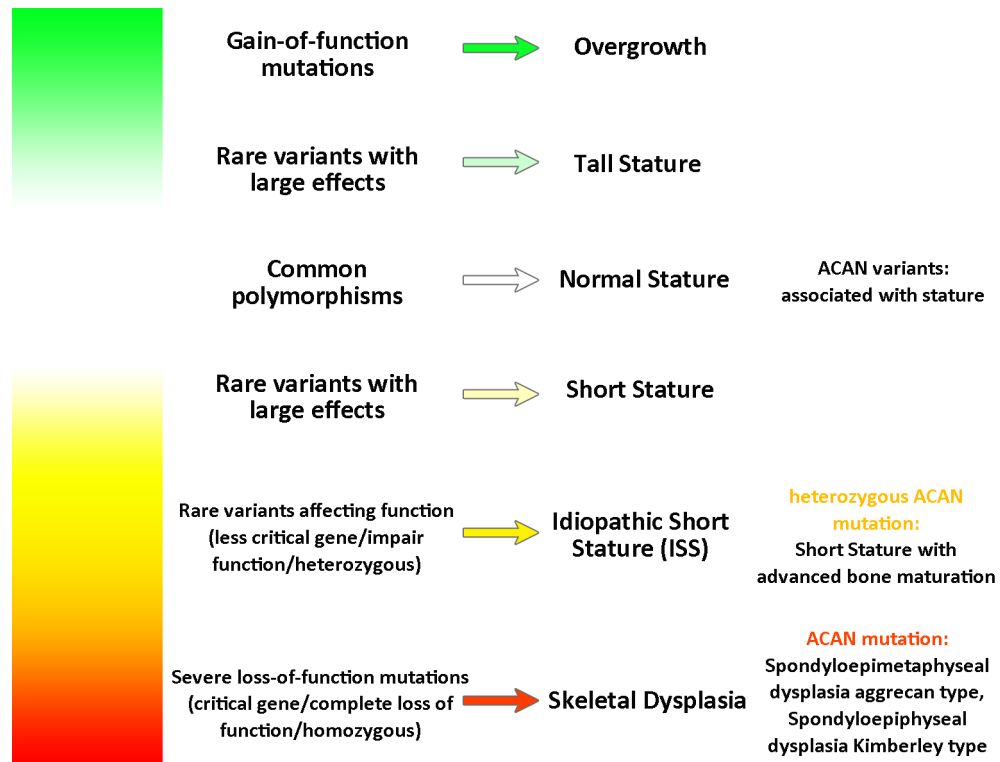 Gain-of-function
mutations
Overgrowth
Rare variants with
large effects
Tall Stature
Common
polymorphisms
Normal Stature
ACAN variants:
associated with stature
Rare variants with
large effects
Short Stature
Rare variants affecting function
(less critical gene/impair
function/heterozygous)
Idiopathic Short
Stature (ISS)
heterozygous ACAN
mutation:
Short Stature with
advanced bone maturation
Severe loss-of-function mutations
(critical gene/complete loss of
function/homozygous)
Skeletal Dysplasia
ACAN mutation:
Spondyloepimetaphyseal
dysplasia aggrecan type,
Spondyloepiphyseal
dysplasia Kimberley type